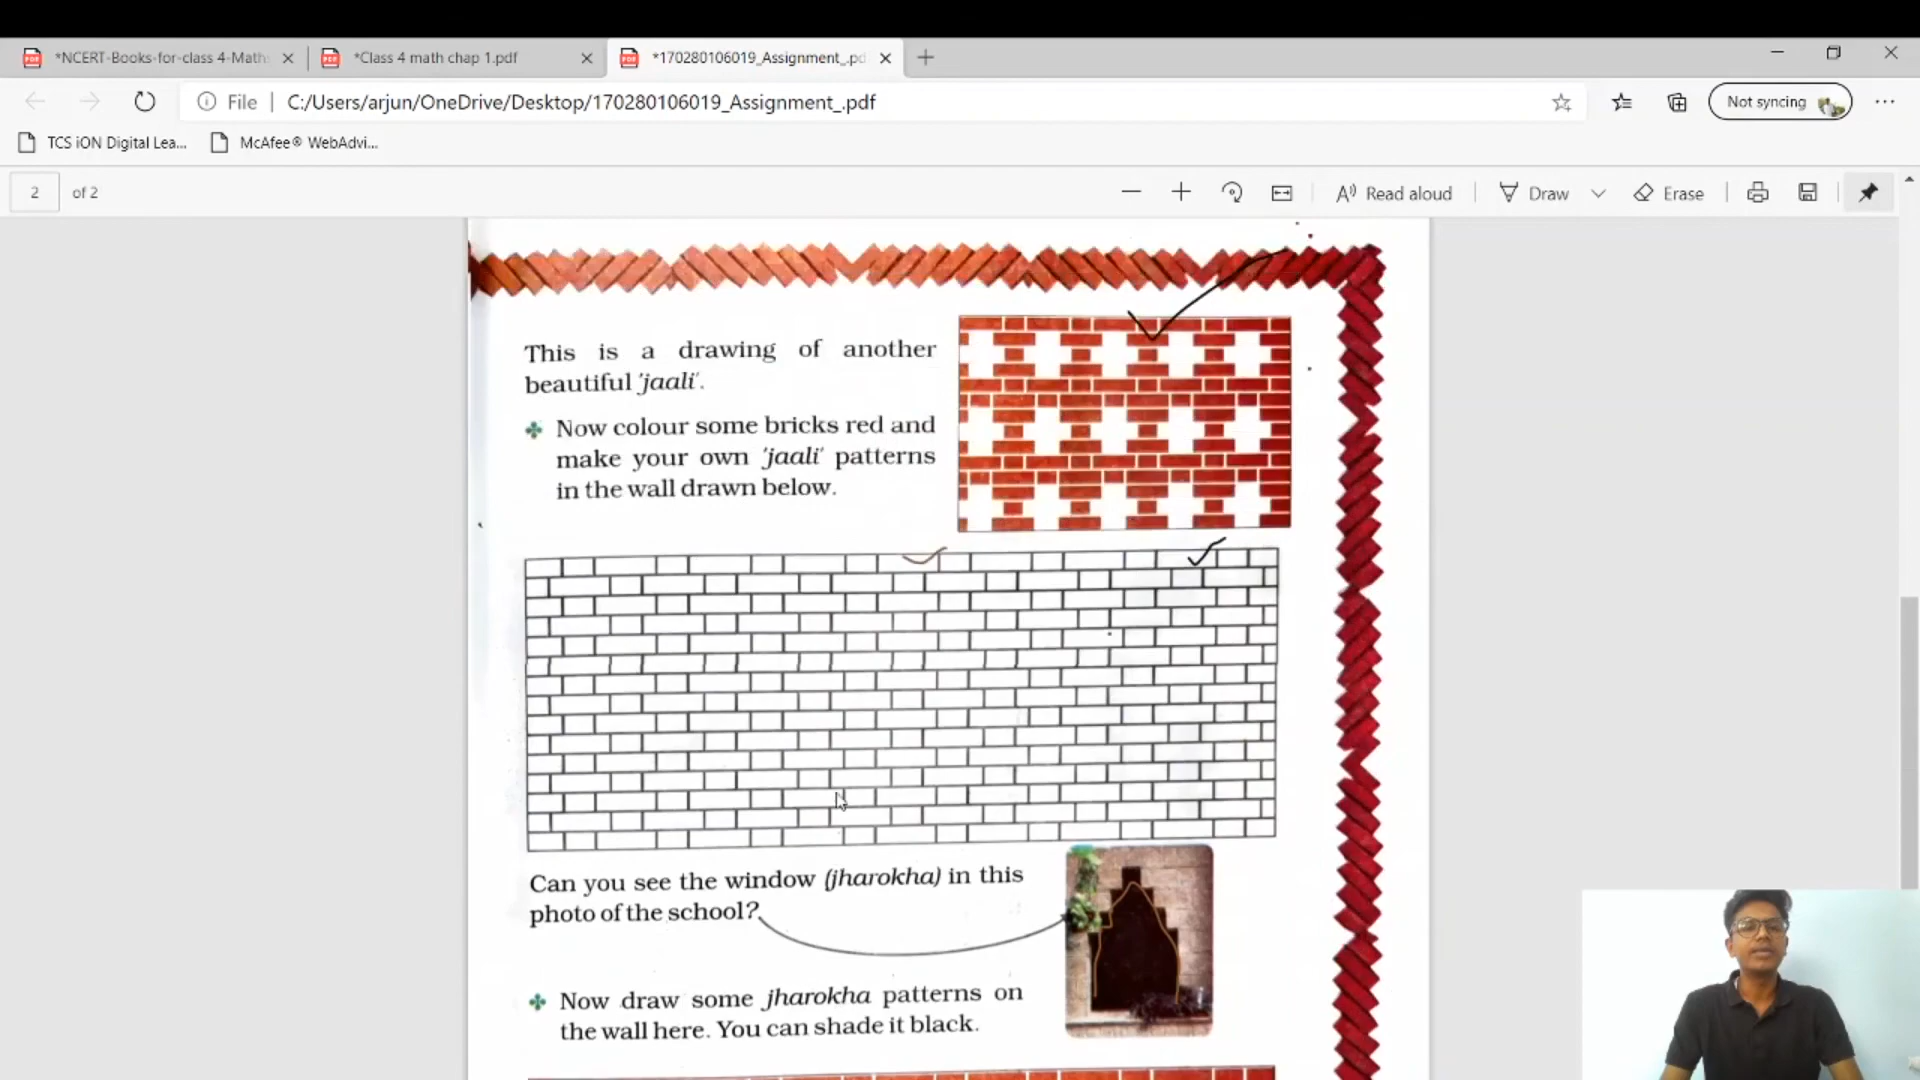 *NCERT-Books-for-class 4-Maths
*Class 4 math chap 1.pdf
*170280106019_Assignment_.pd
File
C:/Users/arjun/OneDrive/Desktop/170280106019_Assignment_.pdf
Not syncing
TCS iON Digital Lea...
McAfee® WebAdvi...
2 of 2
Read aloud
Draw
Erase
This is a drawing of another
beautiful 'jaali'.
Now colour some bricks red and
make your own 'jaali' patterns
in the wall drawn below.
Can you see the window (jharokha) in this
photo of the school?
Now draw some jharokha patterns on
the wall here. You can shade it black.